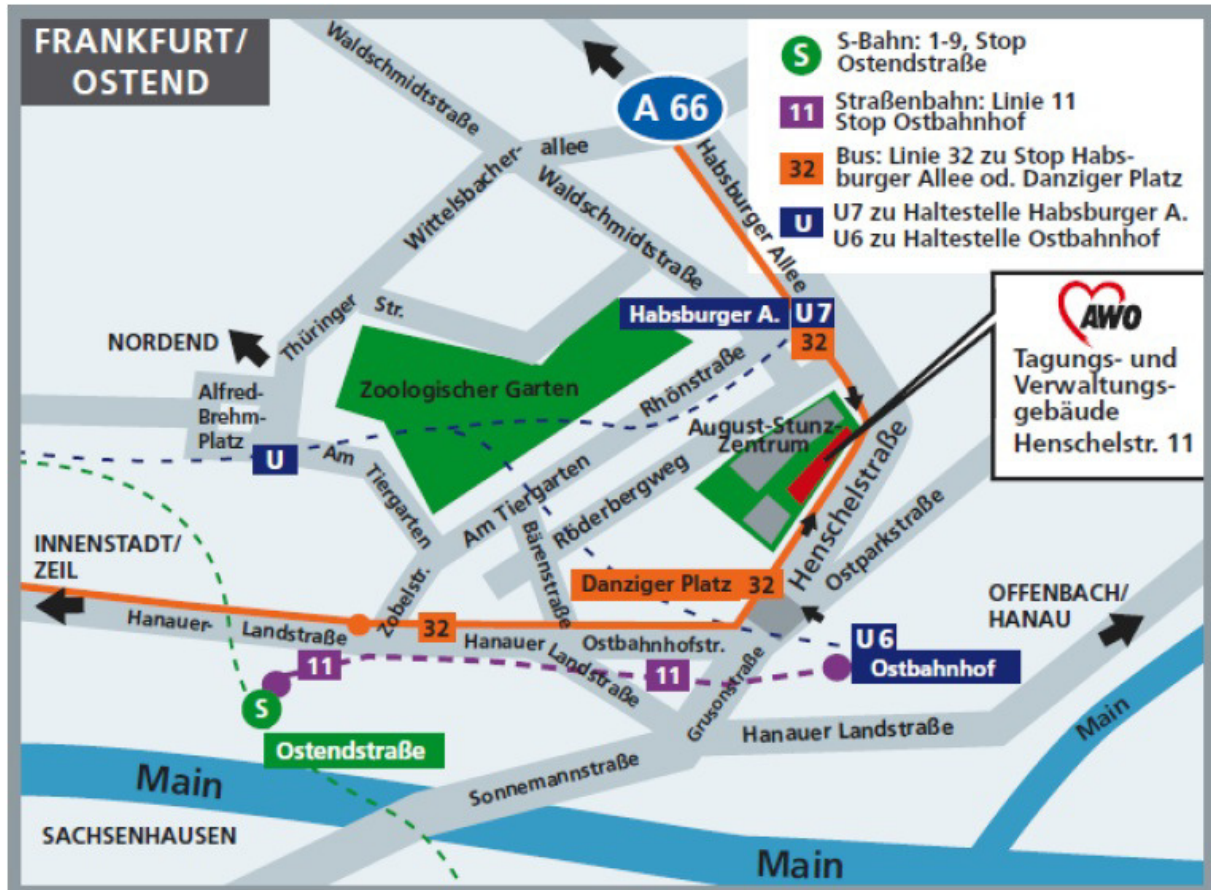 FRANKFURT/
OSTEND
S
S-Bahn: 1-9, Stop
Ostendstraße
11
Straßenbahn: Linie 11
Stop Ostbahnhof
32
Bus: Linie 32 zu Stop Habs-
burger Allee od. Danziger Platz
U
U7 zu Haltestelle Habsburger A.
U6 zu Haltestelle Ostbahnhof
AWO
Tagungs- und
Verwaltungs-
gebäude
Henschelstr. 11
A 66
Waldschmidtstraße
Wittelsbacher-
allee
Waldschmidtstraße
Habsburger Allee
Habsburger A.
U7
32
NORDEND
Thüringer
Str.
Zoologischer Garten
Rhönstraße
Alfred-
Brehm-
Platz
U
Am
Tiergarten
Am Tiergarten
August-Stunz-
Zentrum
Röderbergweg
Bärenstraße
Henschelstraße
Ostparkstraße
INNENSTADT/
ZEIL
Zobelstr.
Danziger Platz
32
OFFENBACH/
HANAU
Hanauer-
Landstraße
32
Hanauer
Landstraße
Ostbahnhofstr.
U6
Ostbahnhof
11
11
S
Ostendstraße
Grusonstraße
Hanauer Landstraße
Main
Sonnemannstraße
Main
SACHSENHAUSEN
Main